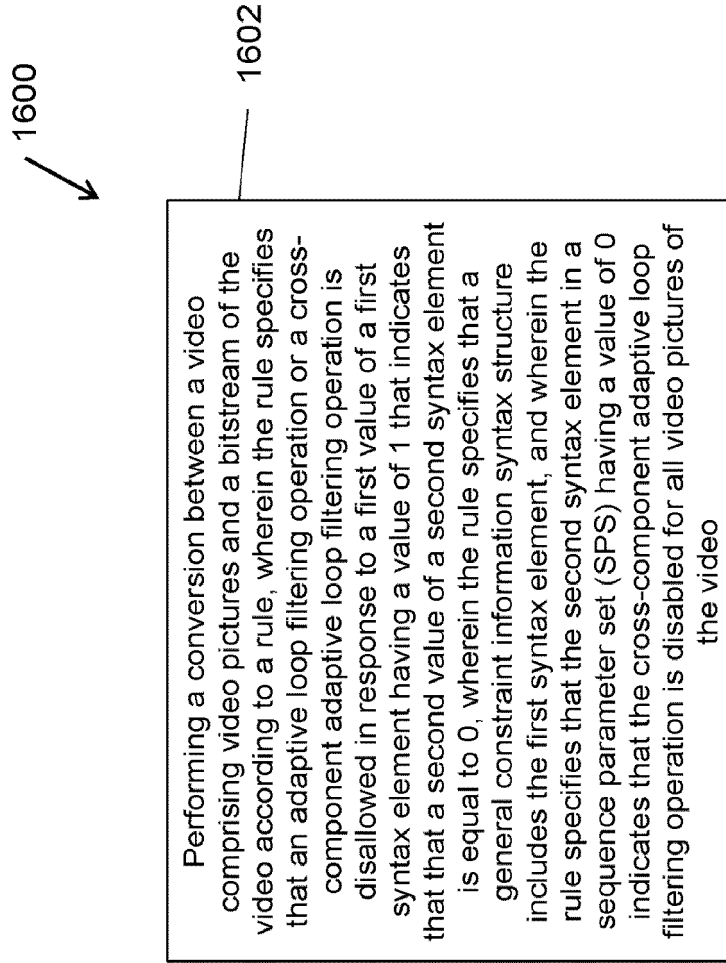 1600
1602
Performing a conversion between a video
comprising video pictures and a bitstream of the
video according to a rule, wherein the rule specifies
that an adaptive loop filtering operation or a cross-
component adaptive loop filtering operation is
disallowed in response to a first value of a first
syntax element having a value of 1 that indicates
that that a second value of a second syntax element
is equal to 0, wherein the rule specifies that a
general constraint information syntax structure
includes the first syntax element, and wherein the
rule specifies that the second syntax element in a
sequence parameter set (SPS) having a value of 0
indicates that the cross-component adaptive loop
filtering operation is disabled for all video pictures of
the video